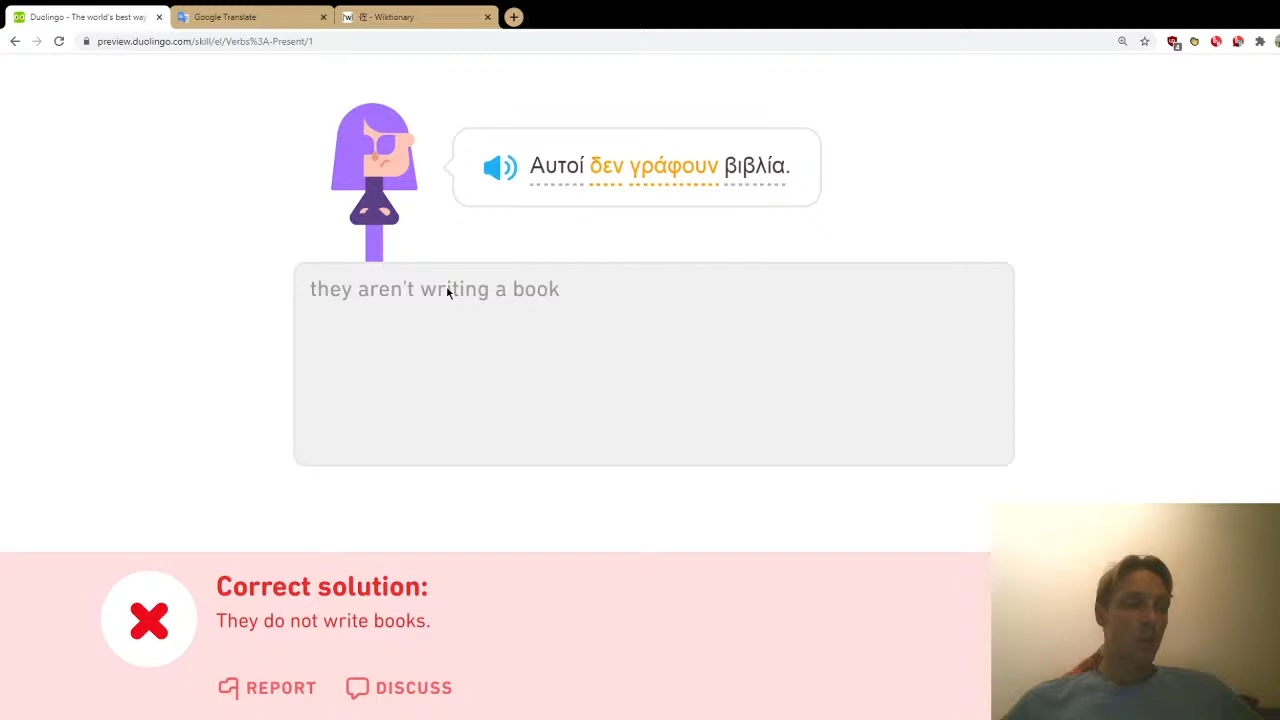 Duolingo - The world's best way
Google Translate
- Wiktionary
preview.duolingo.com/skill/el/Verbs%3A-Present/1
Αυτοί δεν γράφουν βιβλία.
they aren't writing a book
Correct solution:
They do not write books.
REPORT
DISCUSS